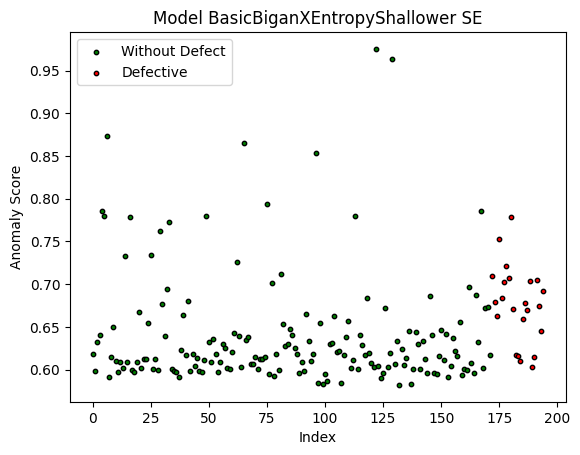 Model BasicBiganXEntropyShallower SE
Without Defect
Defective
Anomaly Score
0.95
0.90
0.85
0.80
0.75
0.70
0.65
0.60
0 25 50 75 100 125 150 175 200
Index